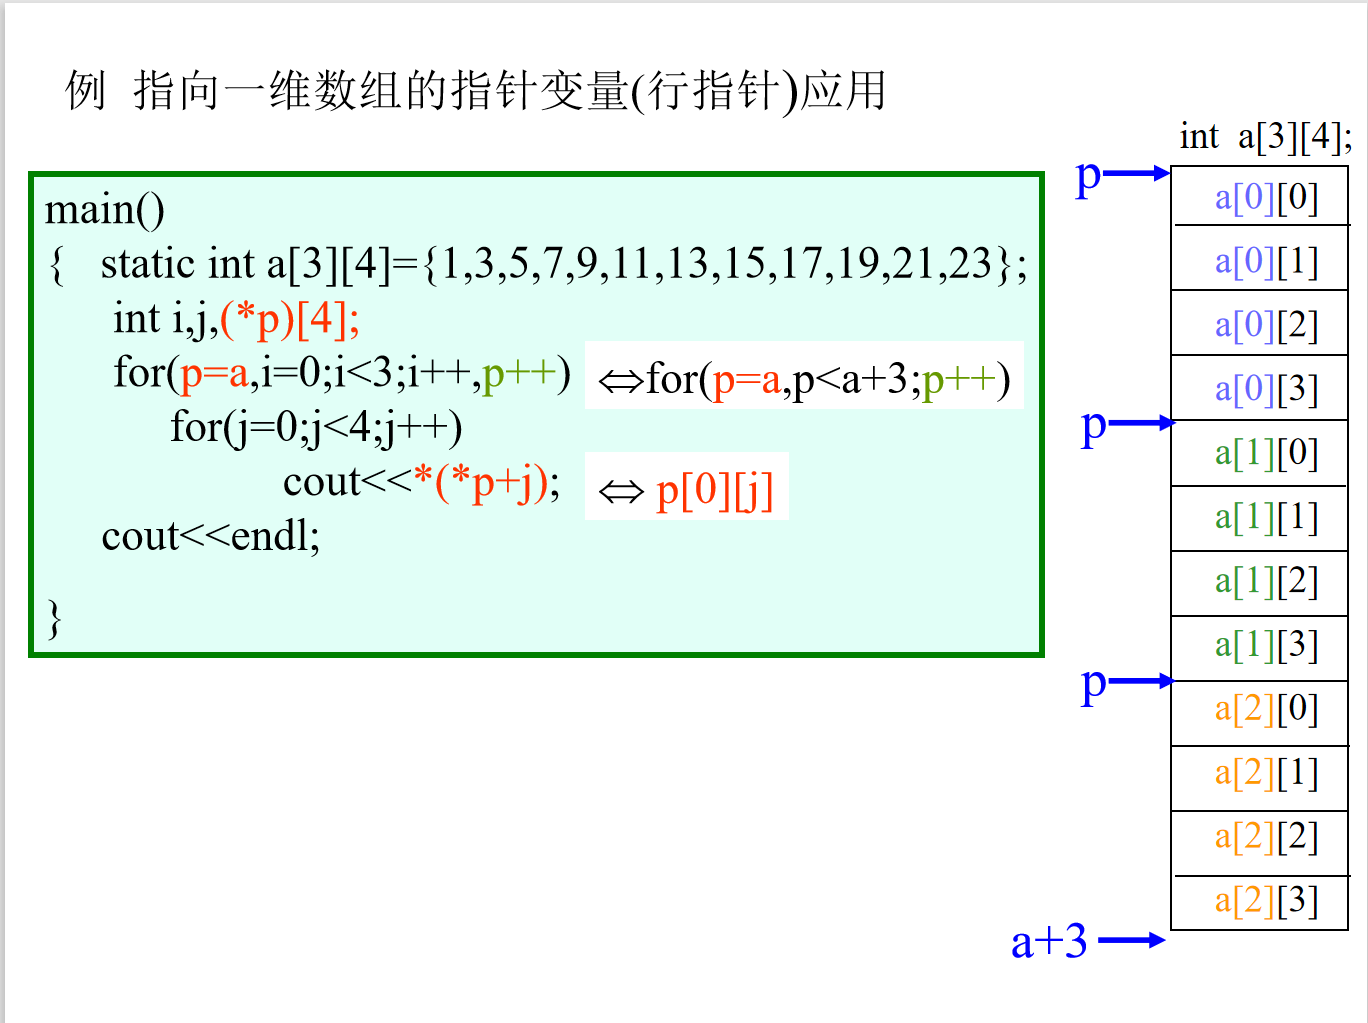 例 指向一维数组的指针变量(行指针)应用
main()
{ static int a[3][4]={1,3,5,7,9,11,13,15,17,19,21,23};
int i,j,(*p)[4];
for(p=a,i=0;i<3;i++,p++) ⇔for(p=a,p<a+3;p++)
for(j=0;j<4;j++)
cout<<*(*p+j); ⇔ p[0][j]
cout<<endl;
}
int a[3][4];
p
a[0][0]
a[0][1]
a[0][2]
a[0][3]
p
a[1][0]
a[1][1]
a[1][2]
a[1][3]
p
a[2][0]
a[2][1]
a[2][2]
a[2][3]
a+3